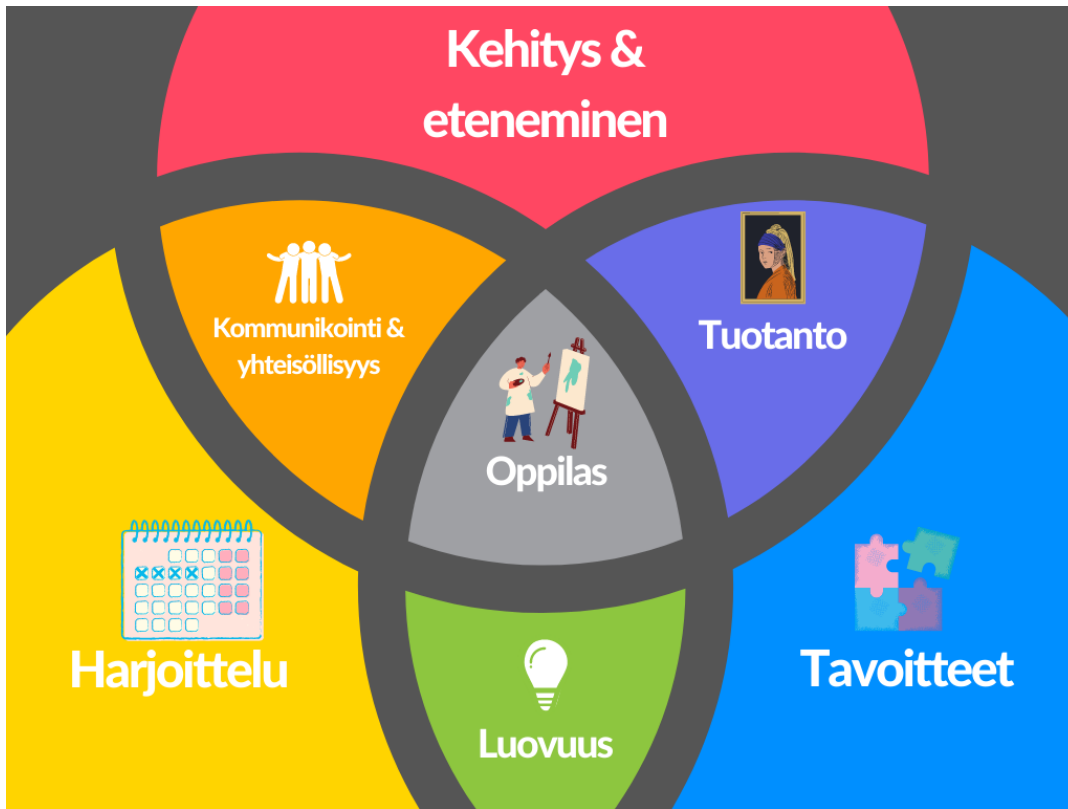 Kehitys &
eteneminen
Kommunikointi &
yhteisöllisyys
Tuotanto
Oppilas
Harjoittelu
Tavoitteet
Luovuus